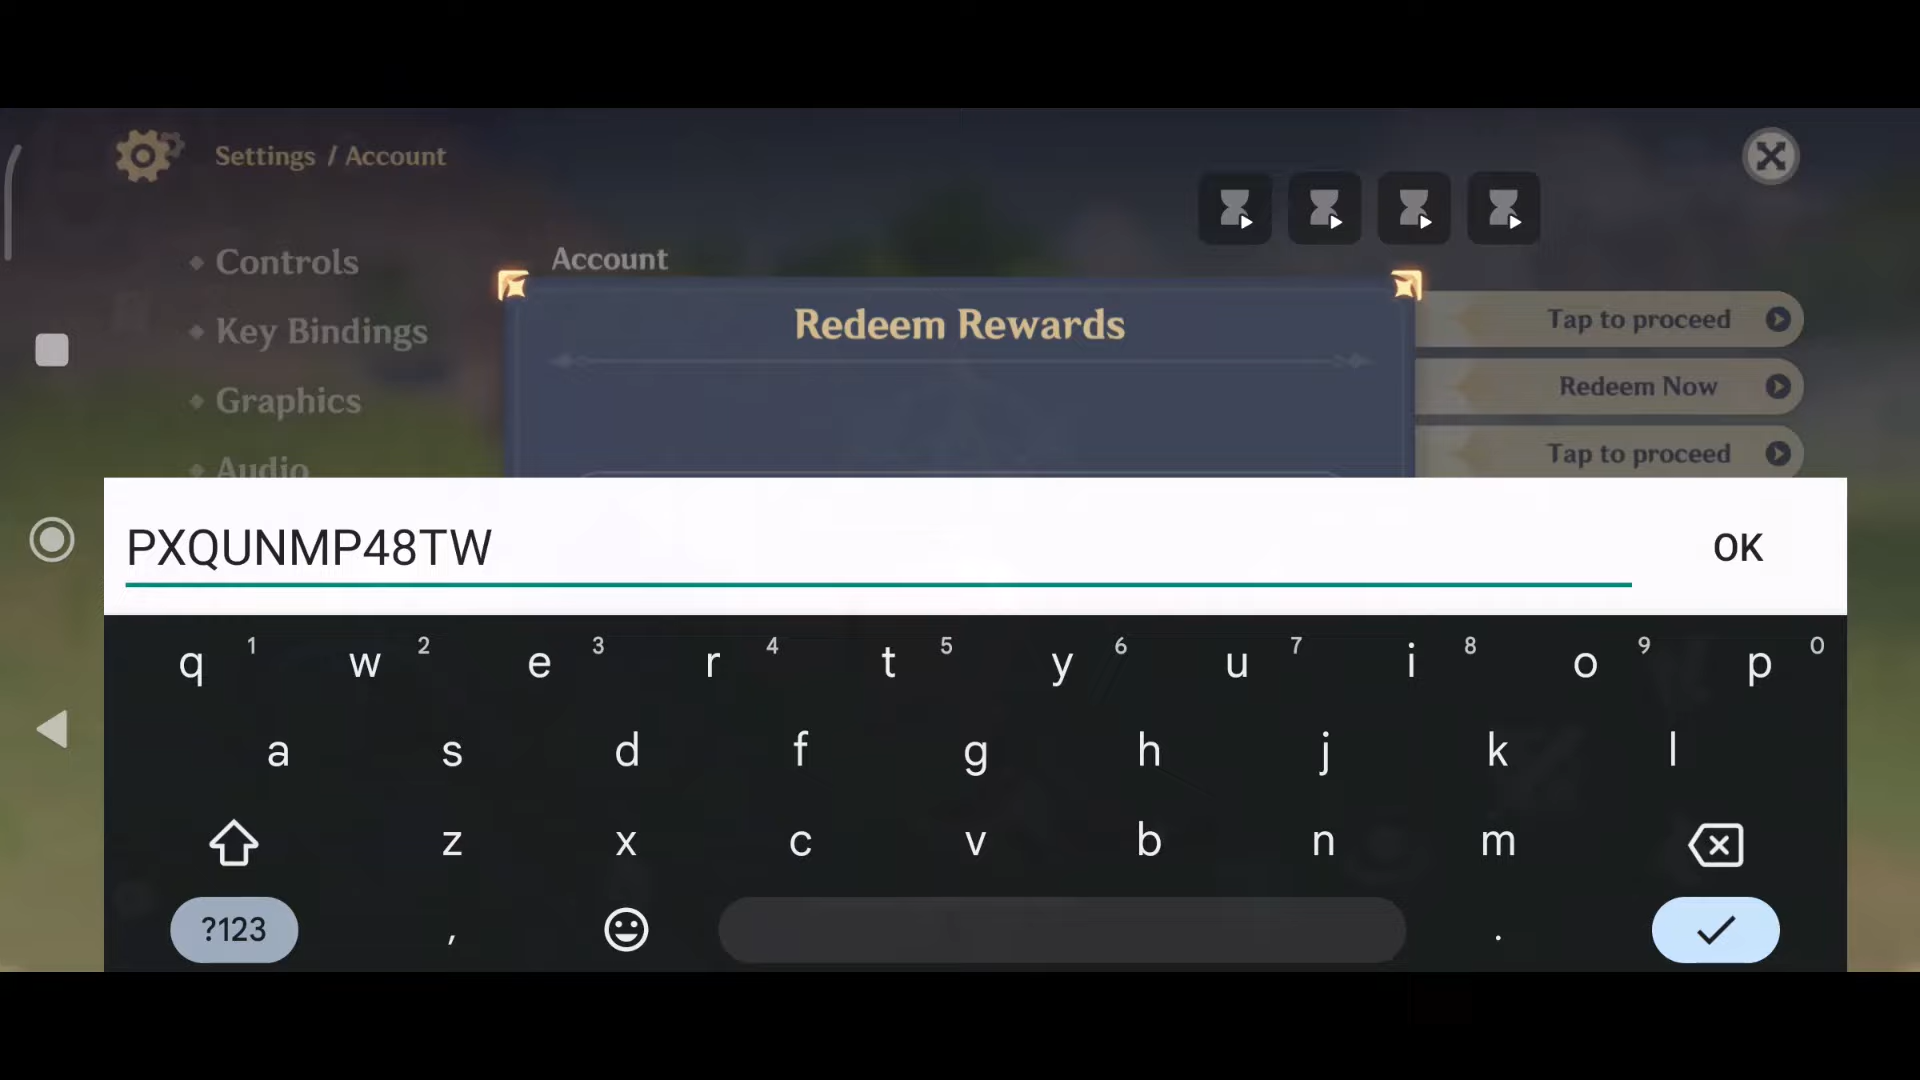 Settings / Account
Controls
Key Bindings
Graphics
Audio
Account
Redeem Rewards
Tap to proceed
Redeem Now
Tap to proceed
PXQUNMP48TW
OK
q 1 w 2 e 3 r 4 t 5 y 6 u 7 i 8 o 9 p 0
a s d f g h j k l
z x c v b n m
?123 , .